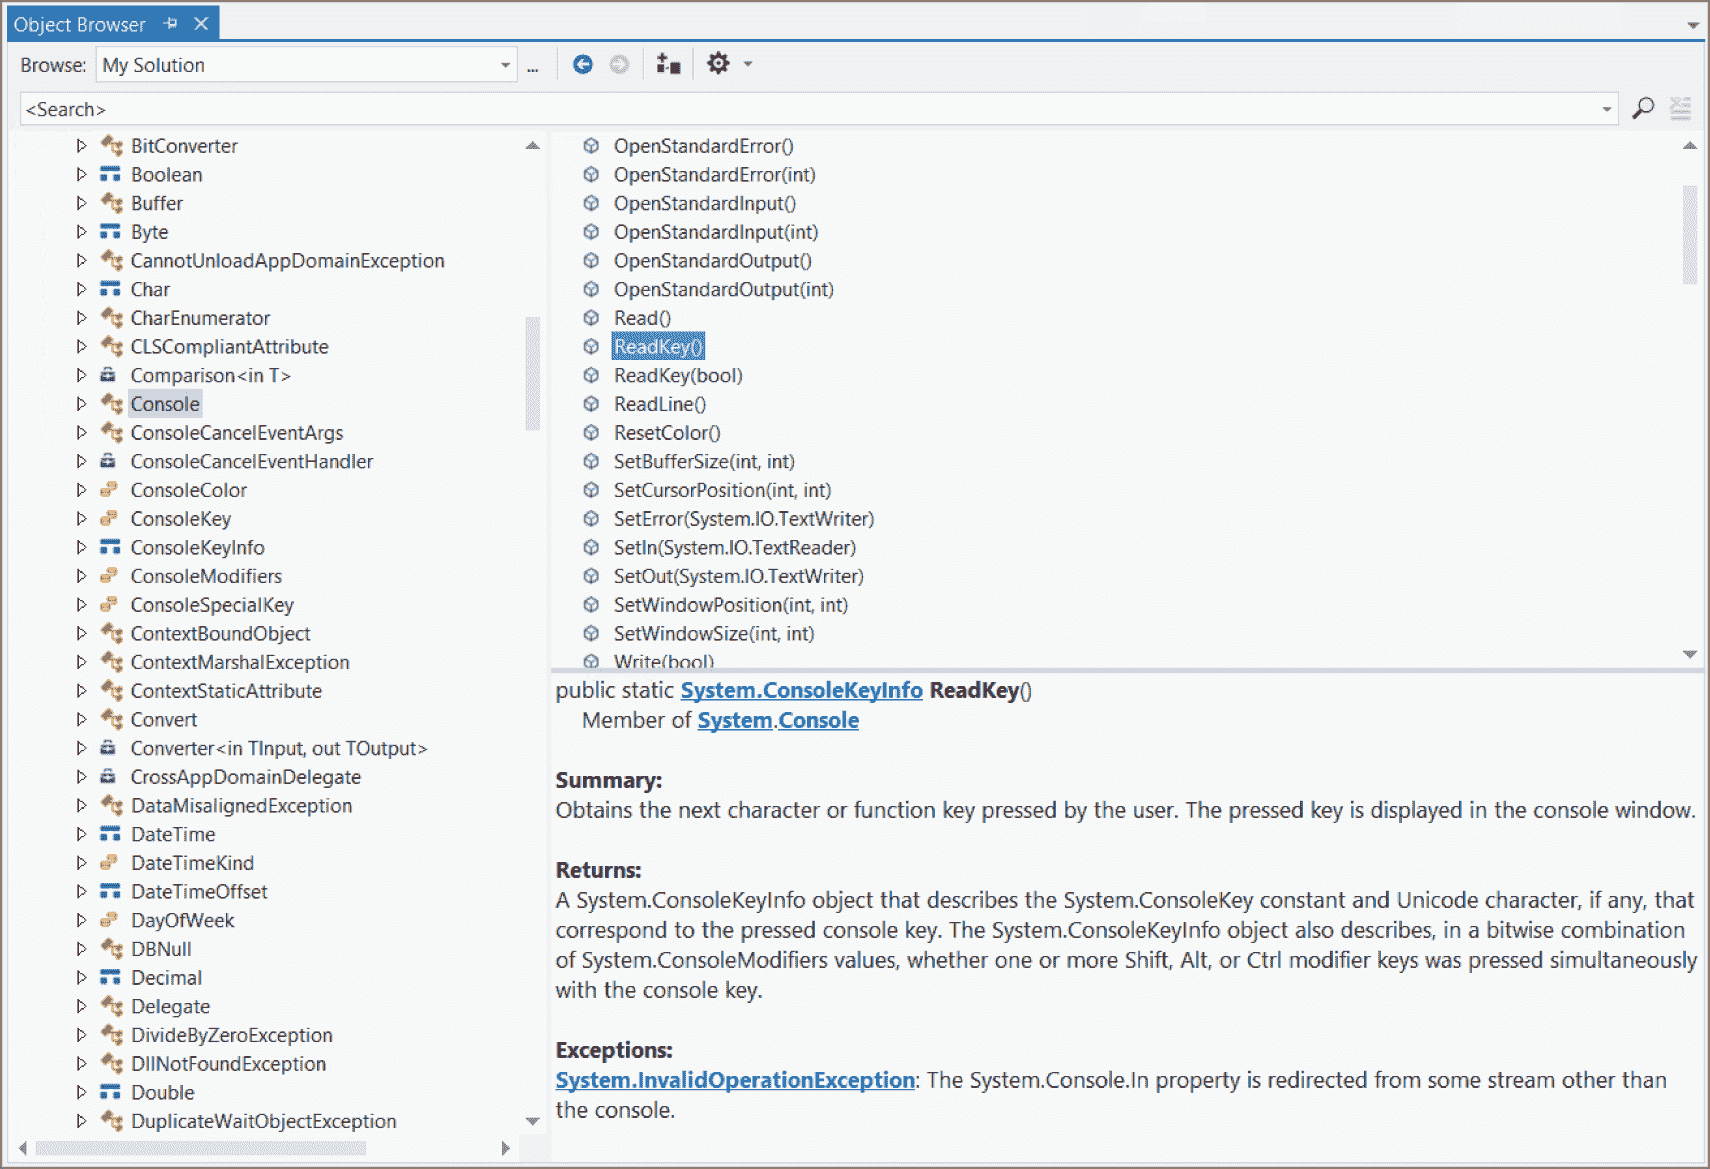 Object Browser
Browse: My Solution ...
<Search>
BitConverter
Boolean
Buffer
Byte
CannotUnloadAppDomainException
Char
CharEnumerator
CLSCompliantAttribute
Comparison<in T>
Console
ConsoleCancelEventArgs
ConsoleCancelEventHandler
ConsoleColor
ConsoleKey
ConsoleKeyInfo
ConsoleModifiers
ConsoleSpecialKey
ContextBoundObject
ContextMarshalException
ContextStaticAttribute
Convert
Converter<in TInput, out TOutput>
CrossAppDomainDelegate
DataMisalignedException
DateTime
DateTimeKind
DateTimeOffset
DayOfWeek
DBNull
Decimal
Delegate
DivideByZeroException
DllNotFoundException
Double
DuplicateWaitObjectException
OpenStandardError()
OpenStandardError(int)
OpenStandardInput()
OpenStandardInput(int)
OpenStandardOutput()
OpenStandardOutput(int)
Read()
ReadKey()
ReadKey(bool)
ReadLine()
ResetColor()
SetBufferSize(int, int)
SetCursorPosition(int, int)
SetError(System.IO.TextWriter)
SetIn(System.IO.TextReader)
SetOut(System.IO.TextWriter)
SetWindowPosition(int, int)
SetWindowSize(int, int)
Write(bool)
public static System.ConsoleKeyInfo ReadKey()
Member of System.Console
Summary:
Obtains the next character or function key pressed by the user. The pressed key is displayed in the console window.
Returns:
A System.ConsoleKeyInfo object that describes the System.ConsoleKey constant and Unicode character, if any, that
correspond to the pressed console key. The System.ConsoleKeyInfo object also describes, in a bitwise combination
of System.ConsoleModifiers values, whether one or more Shift, Alt, or Ctrl modifier keys was pressed simultaneously
with the console key.
Exceptions:
System.InvalidOperationException: The System.Console.In property is redirected from some stream other than
the console.